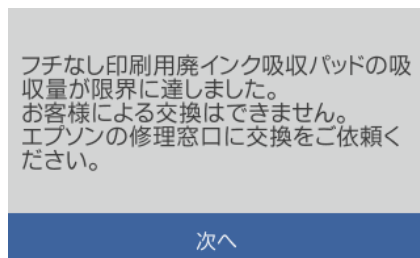 フチなし印刷用廃インク吸収パッドの吸
収量が限界に達しました。
お客様による交換はできません。
エプソンの修理窓口に交換をご依頼く
ださい。
次へ